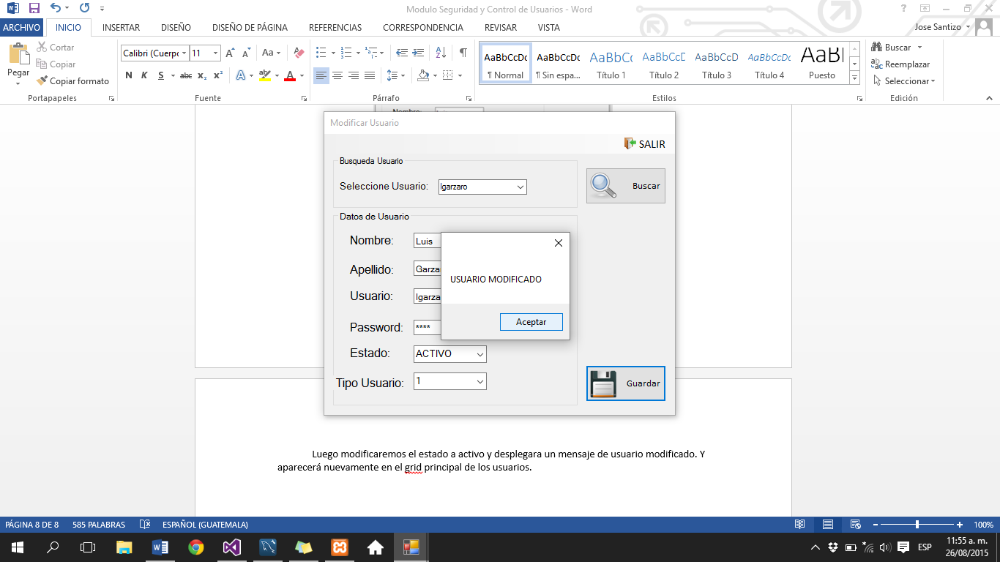 Modulo Seguridad y Control de Usuarios - Word
ARCHIVO INICIO INSERTAR DISEÑO DISEÑO DE PÁGINA REFERENCIAS CORRESPONDENCIA REVISAR VISTA Jose Santizo
Pegar
Cortar
Copiar
Copiar formato
Portapapeles
Calibri (Cuerpo 11
N K S abc x₂ x²
Fuente
Párrafo
AaBbCcDc AaBbCcDc AaBbCc AaBbCcD AaBbCcD AaBbCcDc AaBbI
¶ Normal ¶ Sin espa... Título 1 Título 2 Título 3 Título 4 Puesto
Estilos
Buscar
Reemplazar
Seleccionar
Edición
Modificar Usuario
SALIR
Busqueda Usuario
Seleccione Usuario: lgarzaro
Buscar
Datos de Usuario
Nombre: Luis
Apellido: Garza
Usuario: lgarza
Password: ****
Estado: ACTIVO
Tipo Usuario: 1
USUARIO MODIFICADO
Aceptar
Guardar
Luego modificaremos el estado a activo y desplegara un mensaje de usuario modificado. Y
aparecerá nuevamente en el grid principal de los usuarios.
PÁGINA 8 DE 8 585 PALABRAS ESPAÑOL (GUATEMALA) 100%
ESP
11:55 a. m.
26/08/2015